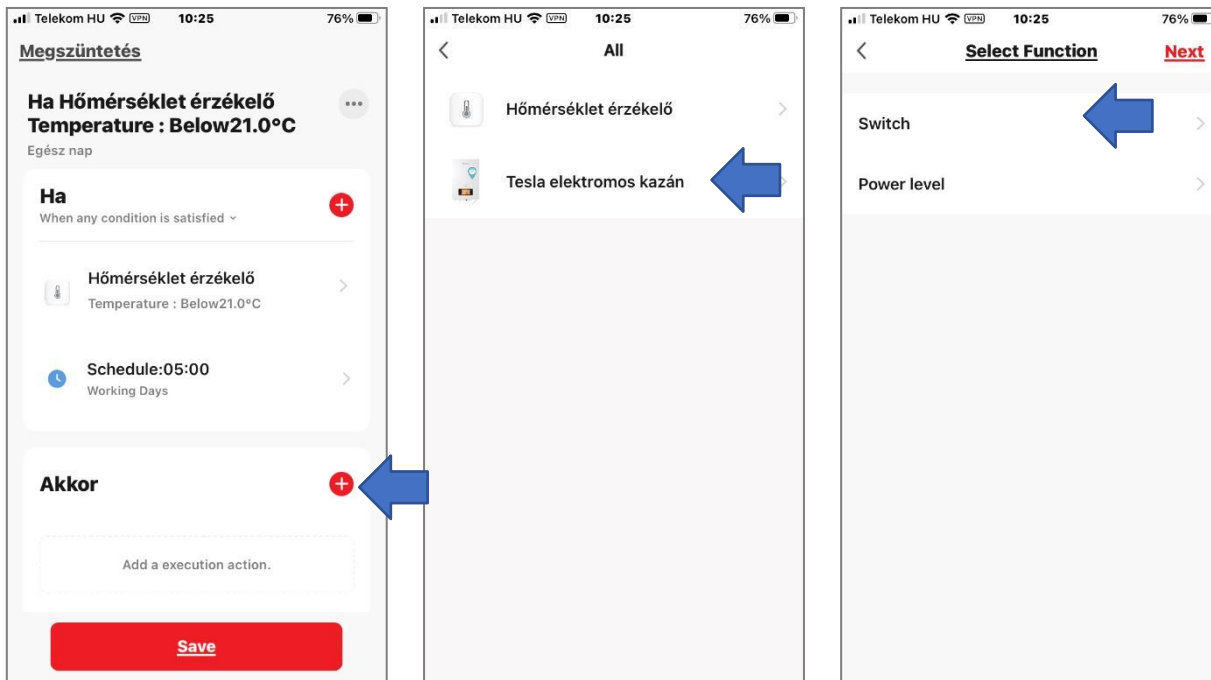 Telekom HU VPN 10:25 76%
Megszüntetés
Ha Hőmérséklet érzékelő
Temperature : Below21.0°C
Egész nap
Ha
When any condition is satisfied
Hőmérséklet érzékelő
Temperature : Below21.0°C
Schedule:05:00
Working Days
Akkor
Add a execution action.
Save
Telekom HU VPN 10:25 76%
All
Hőmérséklet érzékelő
Tesla elektromos kazán
Telekom HU VPN 10:25 76%
Select Function Next
Switch
Power level